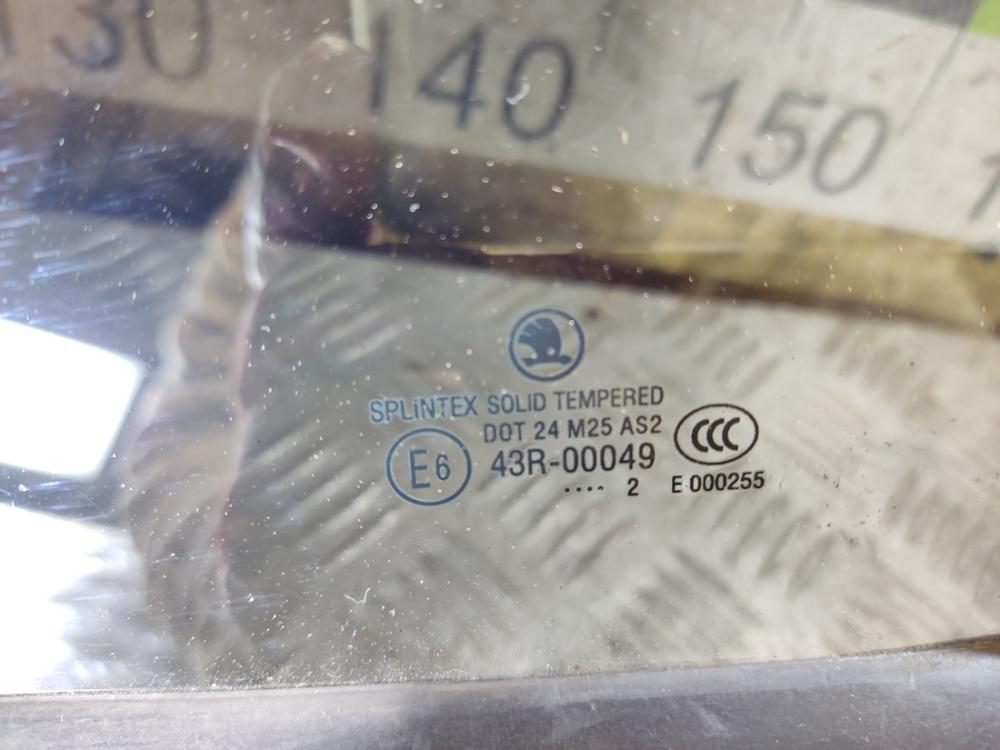 130 140 150
SPLiNTEX SOLID TEMPERED
DOT 24 M25 AS2
CCC
E6 43R-00049
.... 2 E 000255